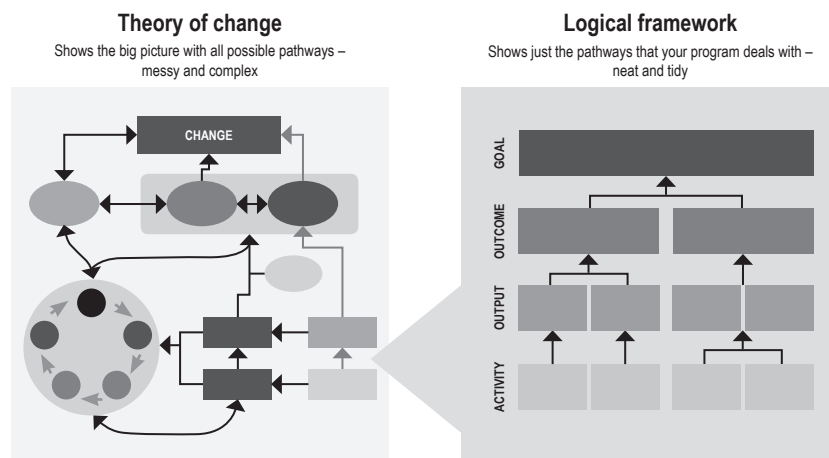 Theory of change
Shows the big picture with all possible pathways –
messy and complex
CHANGE
Logical framework
Shows just the pathways that your program deals with –
neat and tidy
GOAL
OUTCOME
OUTPUT
ACTIVITY